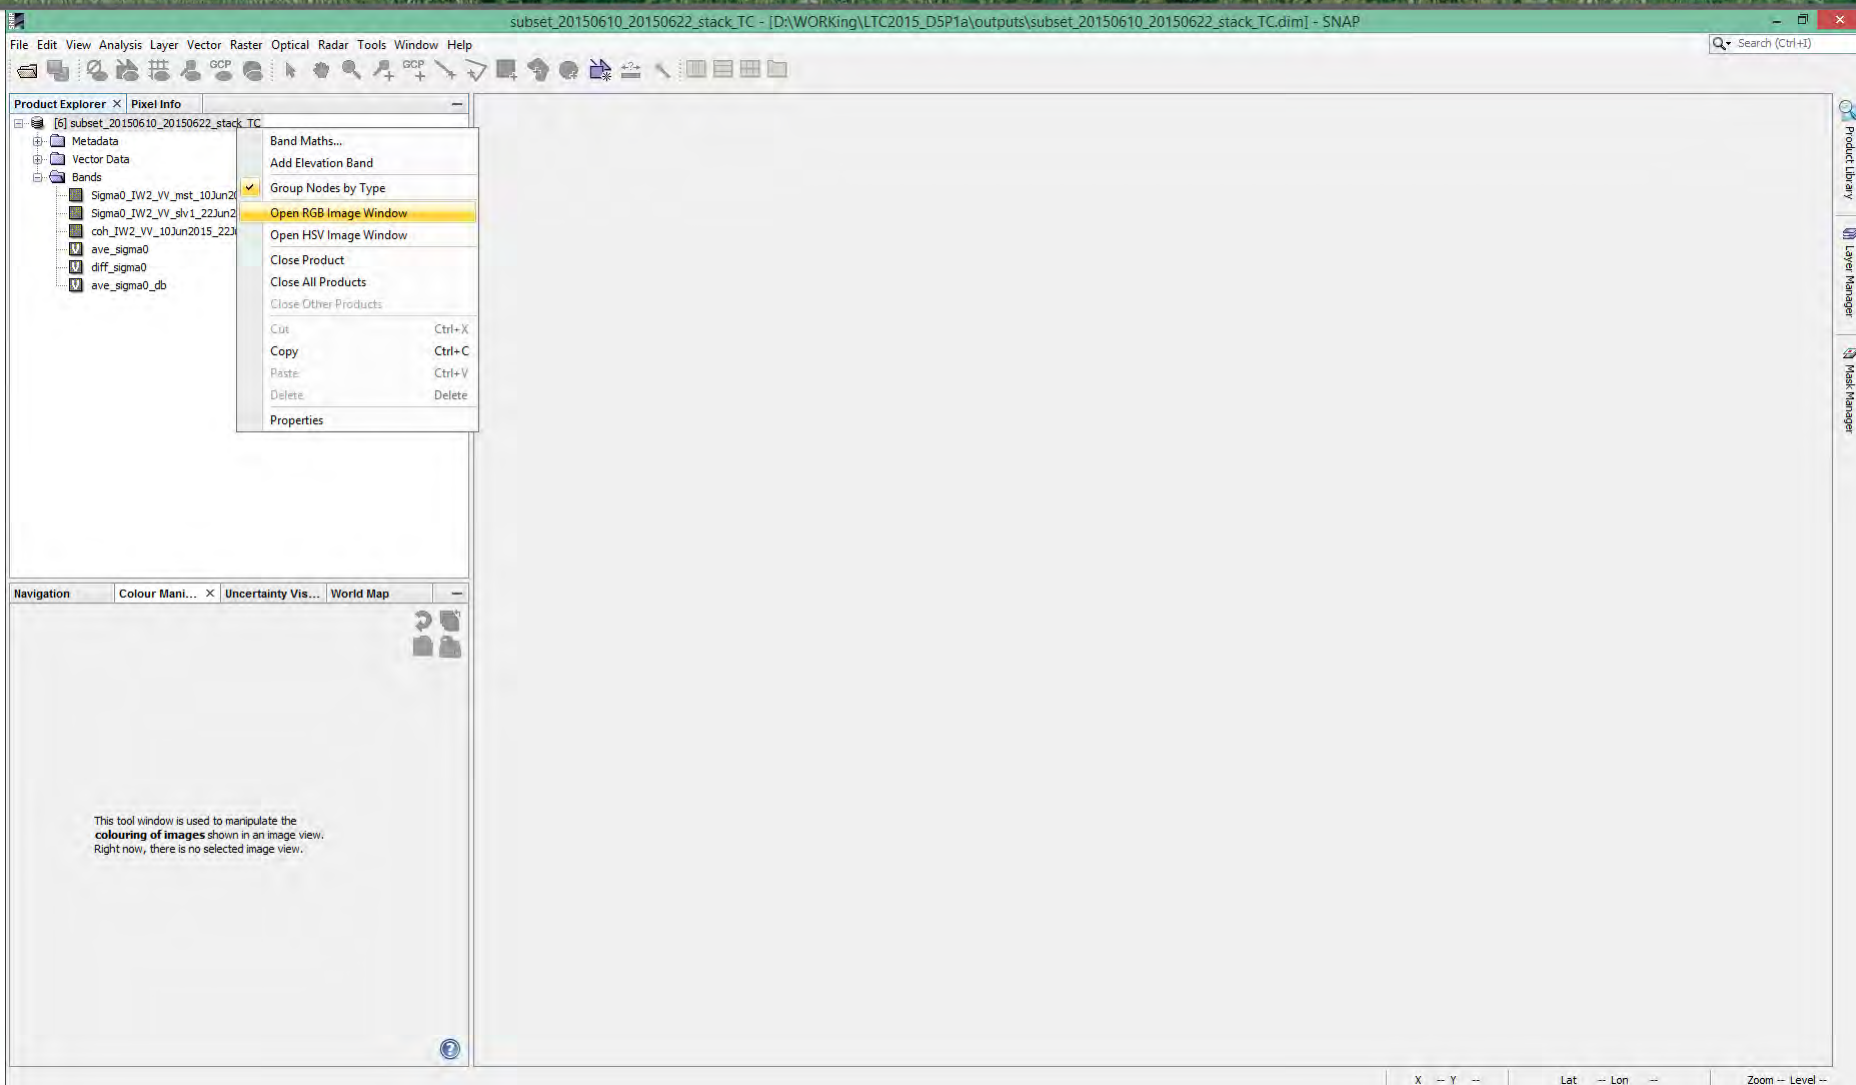 subset_20150610_20150622_stack_TC - [D:\WORKing\LTC2015_D5P1a\outputs\subset_20150610_20150622_stack_TC.dim] - SNAP
File Edit View Analysis Layer Vector Raster Optical Radar Tools Window Help
Search (Ctrl+I)
GCP GCP
Product Explorer Pixel Info
[6] subset_20150610_20150622_stack_TC
Metadata
Vector Data
Bands
Sigma0_IW2_VV_mst_10Jun20
Sigma0_IW2_VV_slv1_22Jun2
coh_IW2_VV_10Jun2015_22J
ave_sigma0
diff_sigma0
ave_sigma0_db
Band Maths...
Add Elevation Band
Group Nodes by Type
Open RGB Image Window
Open HSV Image Window
Close Product
Close All Products
Close Other Products
Cut Ctrl+X
Copy Ctrl+C
Paste Ctrl+V
Delete Delete
Properties
Product Library
Layer Manager
Mask Manager
Navigation Colour Mani... Uncertainty Vis... World Map
This tool window is used to manipulate the
colouring of images shown in an image view.
Right now, there is no selected image view.
X -- Y -- Lat -- Lon -- Zoom -- Level --